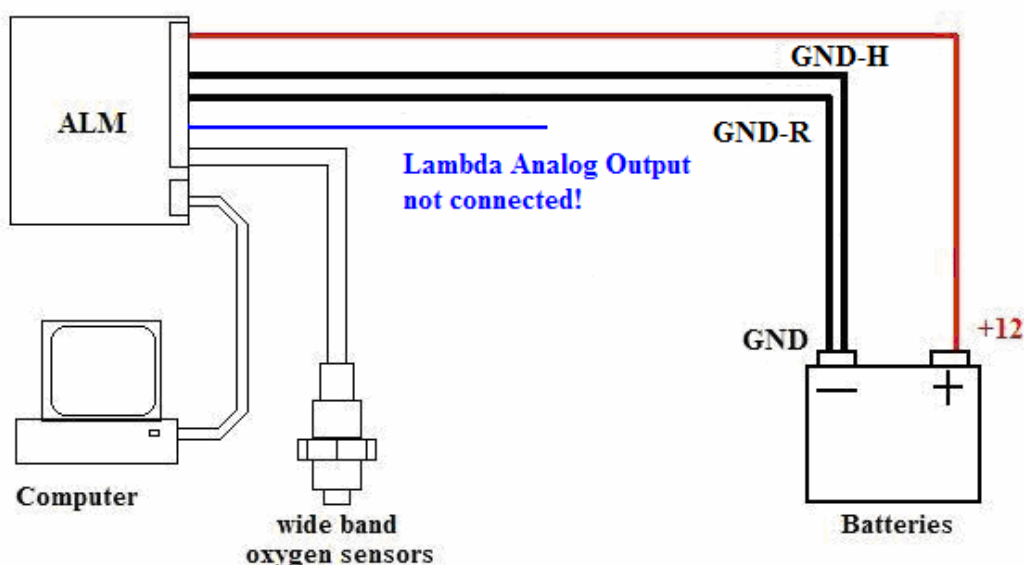 GND-H
ALM
GND-R
Lambda Analog Output
not connected!
GND
+12
Computer
wide band
oxygen sensors
Batteries